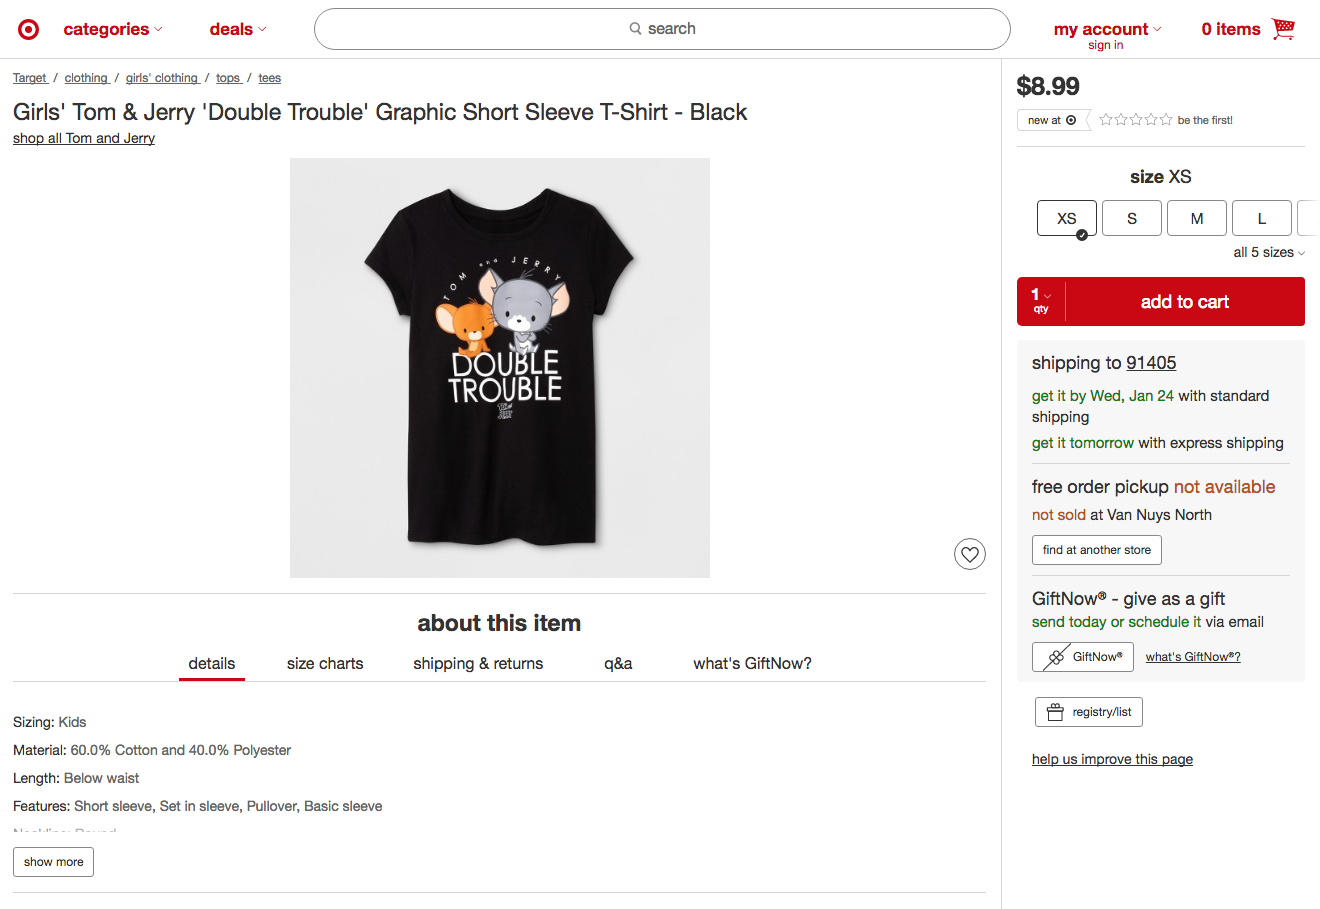 categories
deals
search
my account
sign in
0 items
Target / clothing / girls' clothing / tops / tees
Girls' Tom & Jerry 'Double Trouble' Graphic Short Sleeve T-Shirt - Black
shop all Tom and Jerry
TOM and JERRY
DOUBLE
TROUBLE
$8.99
new at
be the first!
size XS
XS
S
M
L
all 5 sizes
1
qty
add to cart
shipping to 91405
get it by Wed, Jan 24 with standard
shipping
get it tomorrow with express shipping
free order pickup not available
not sold at Van Nuys North
find at another store
GiftNow® - give as a gift
send today or schedule it via email
GiftNow®
what's GiftNow®?
registry/list
help us improve this page
about this item
details
size charts
shipping & returns
q&a
what's GiftNow?
Sizing: Kids
Material: 60.0% Cotton and 40.0% Polyester
Length: Below waist
Features: Short sleeve, Set in sleeve, Pullover, Basic sleeve
show more